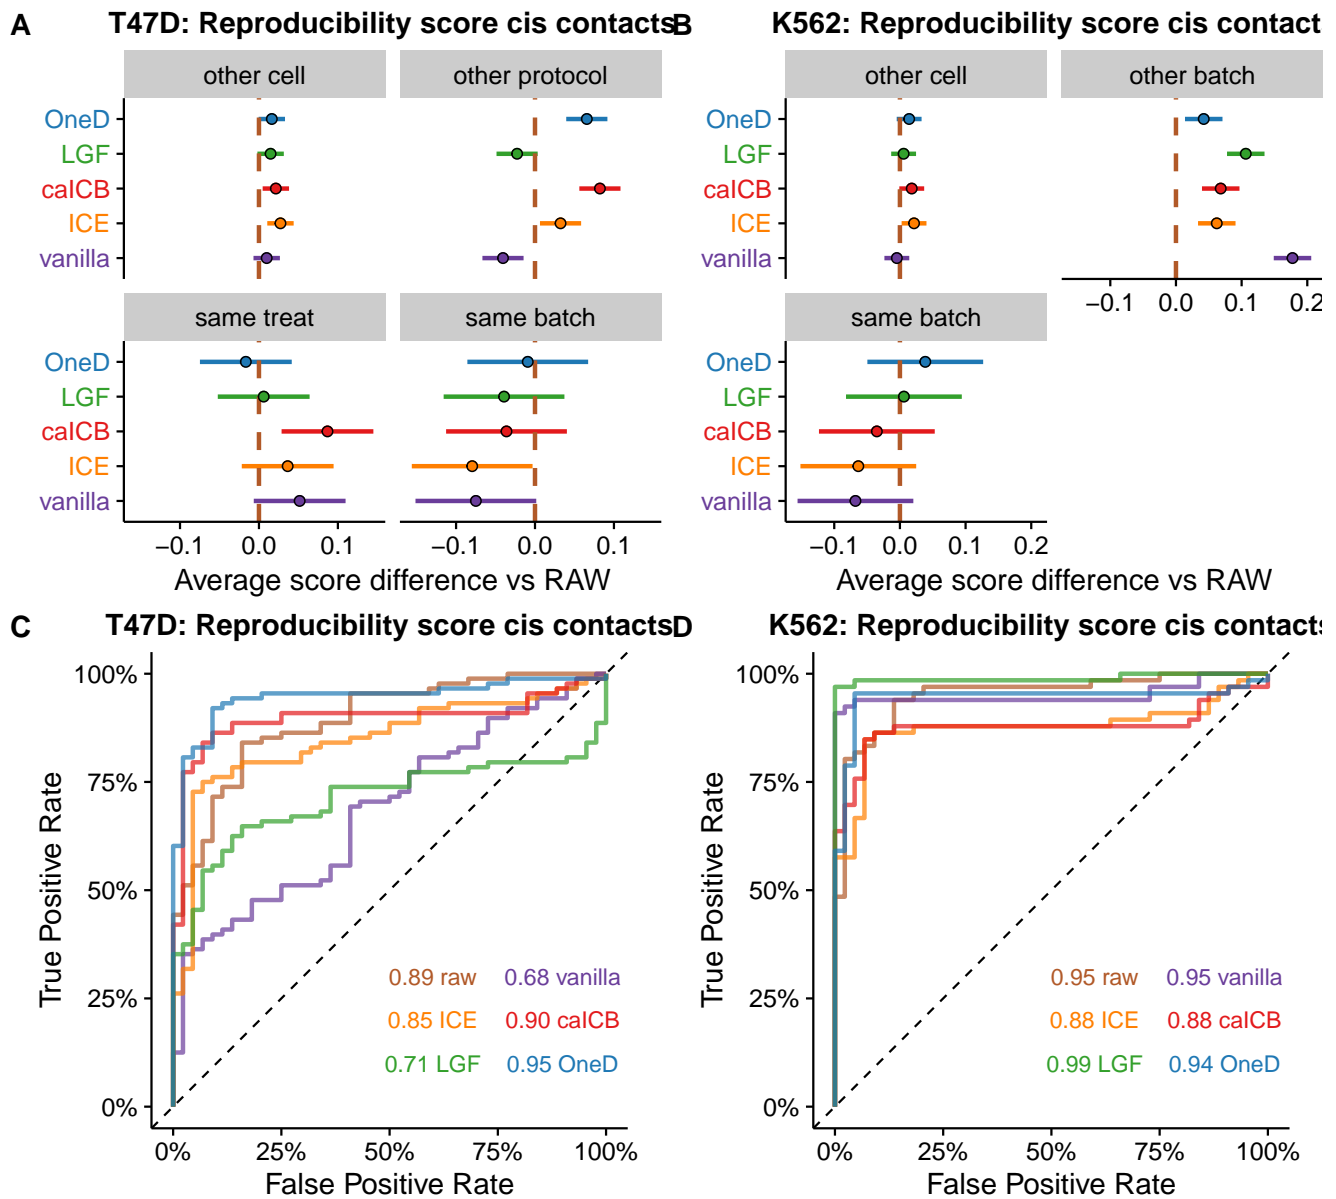 A
T47D: Reproducibility score cis contacts
B
K562: Reproducibility score cis contact
other cell
other protocol
other cell
other batch
OneD
LGF
caICB
ICE
vanilla
OneD
LGF
caICB
ICE
vanilla
−0.1 0.0 0.1 0.2
same treat
same batch
same batch
OneD
LGF
caICB
ICE
vanilla
OneD
LGF
caICB
ICE
vanilla
−0.1 0.0 0.1
−0.1 0.0 0.1
−0.1 0.0 0.1 0.2
Average score difference vs RAW
Average score difference vs RAW
C
T47D: Reproducibility score cis contacts
D
K562: Reproducibility score cis contacts
True Positive Rate
100%
75%
50%
25%
0%
0.89 raw
0.68 vanilla
0.85 ICE
0.90 caICB
0.71 LGF
0.95 OneD
0% 25% 50% 75% 100%
False Positive Rate
True Positive Rate
100%
75%
50%
25%
0%
0.95 raw
0.95 vanilla
0.88 ICE
0.88 caICB
0.99 LGF
0.94 OneD
0% 25% 50% 75% 100%
False Positive Rate